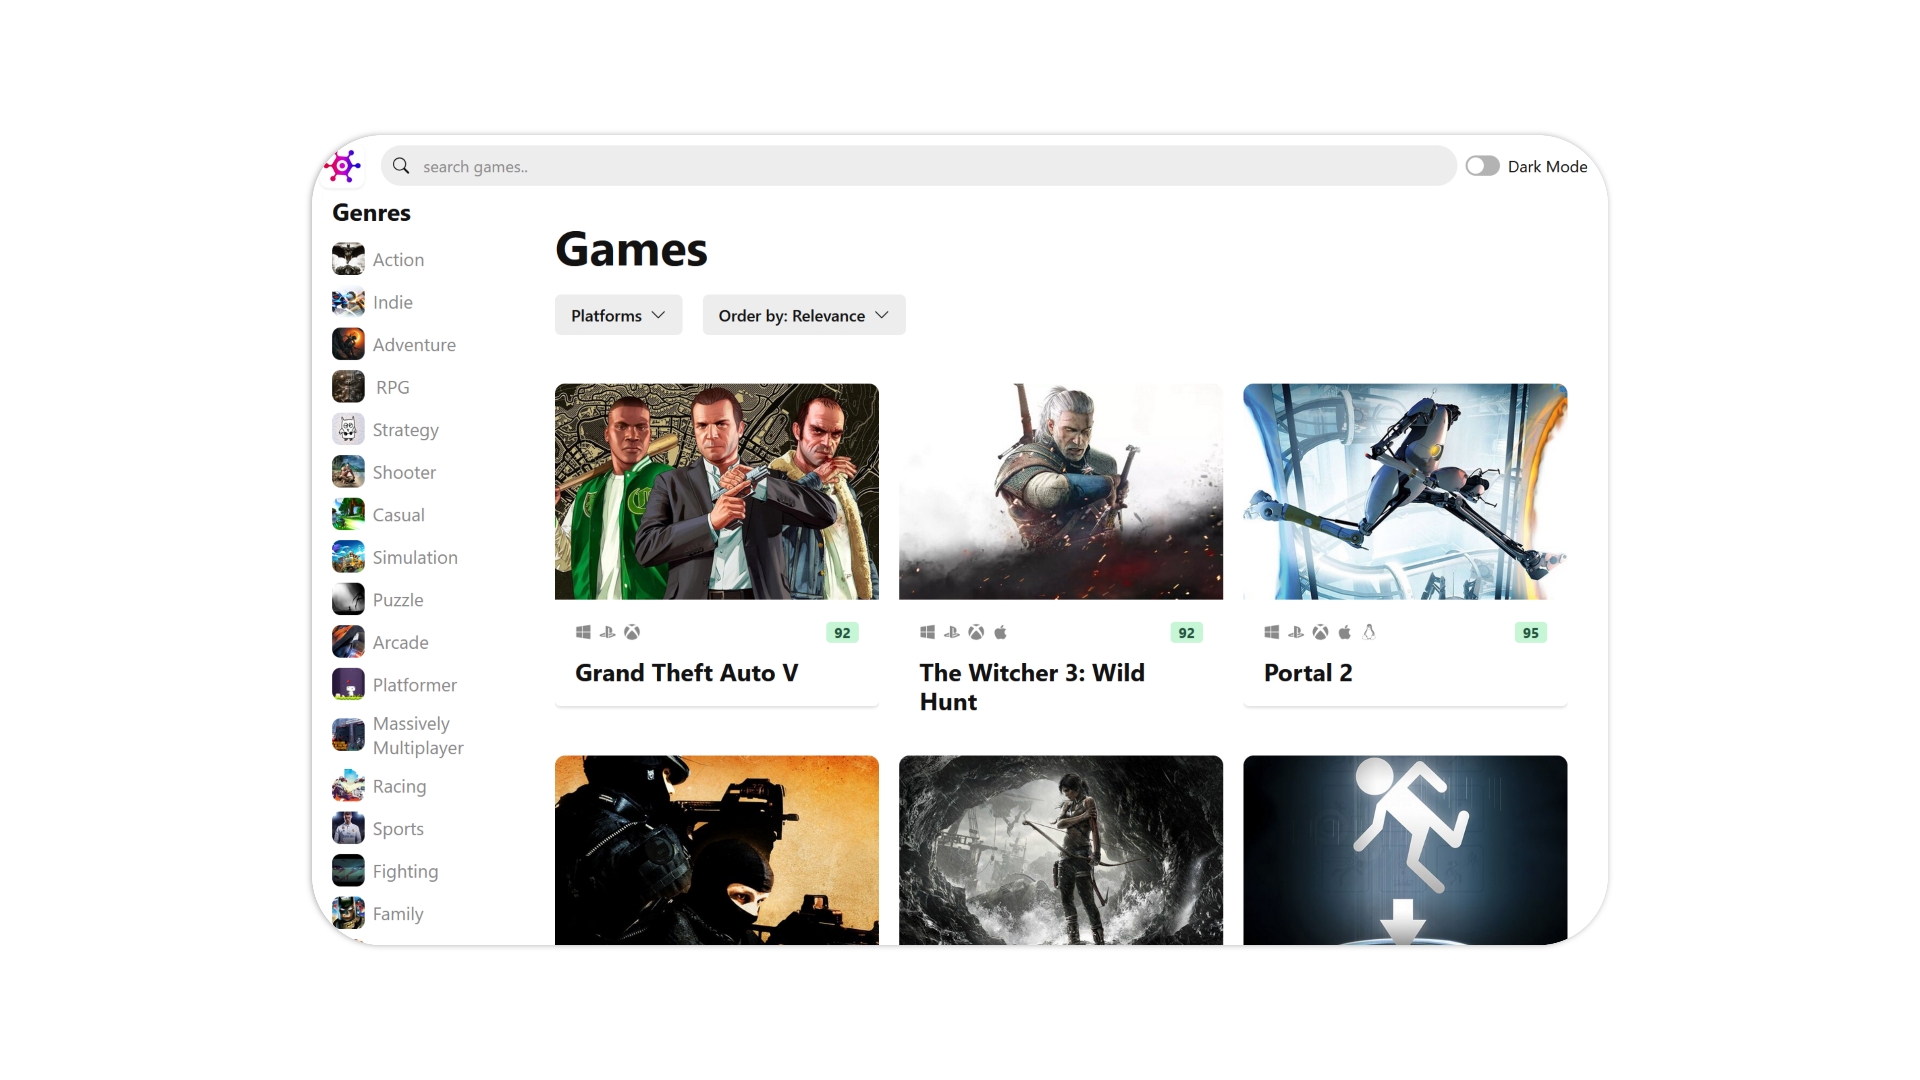 search games..
Dark Mode
Genres
Action
Indie
Adventure
RPG
Strategy
Shooter
Casual
Simulation
Puzzle
Arcade
Platformer
Massively
Multiplayer
Racing
Sports
Fighting
Family
Games
Platforms
Order by: Relevance
92
Grand Theft Auto V
92
The Witcher 3: Wild
Hunt
95
Portal 2